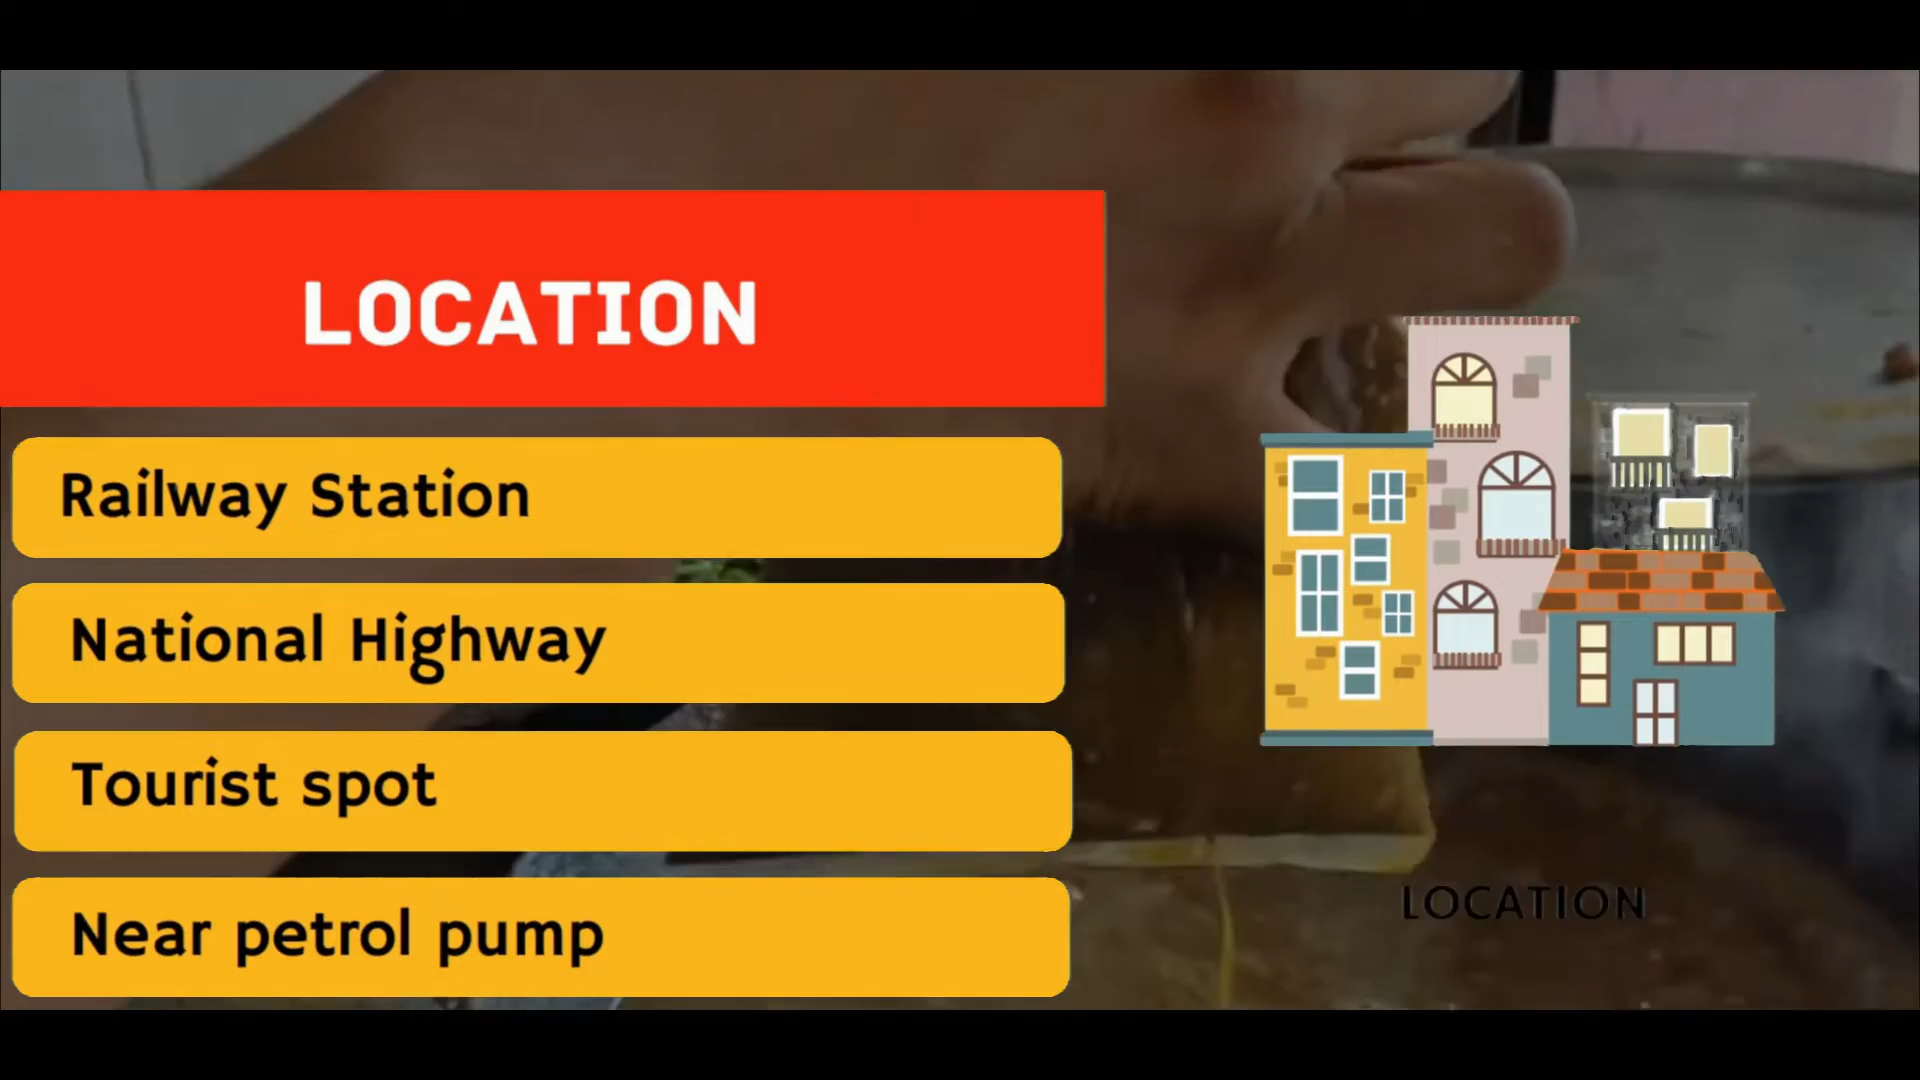 LOCATION
Railway Station
National Highway
Tourist spot
Near petrol pump
LOCATION